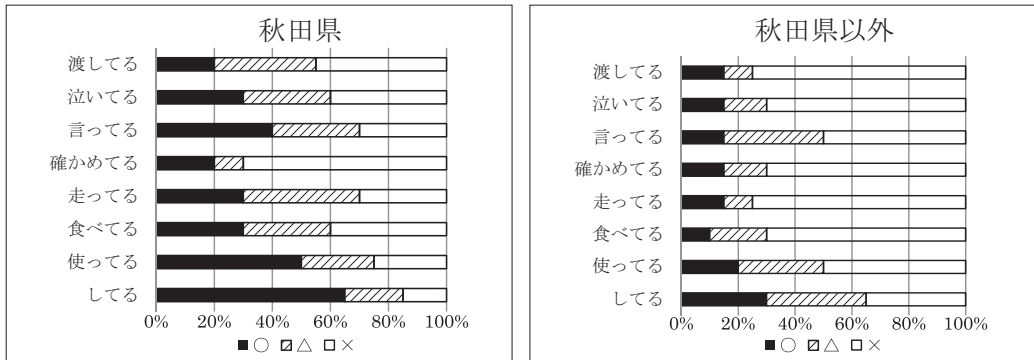 秋田県
渡してる
泣いてる
言ってる
確かめてる
走ってる
食べてる
使ってる
してる
0% 20% 40% 60% 80% 100%
■○ ▨△ □×
秋田県以外
渡してる
泣いてる
言ってる
確かめてる
走ってる
食べてる
使ってる
してる
0% 20% 40% 60% 80% 100%
■○ ▨△ □×